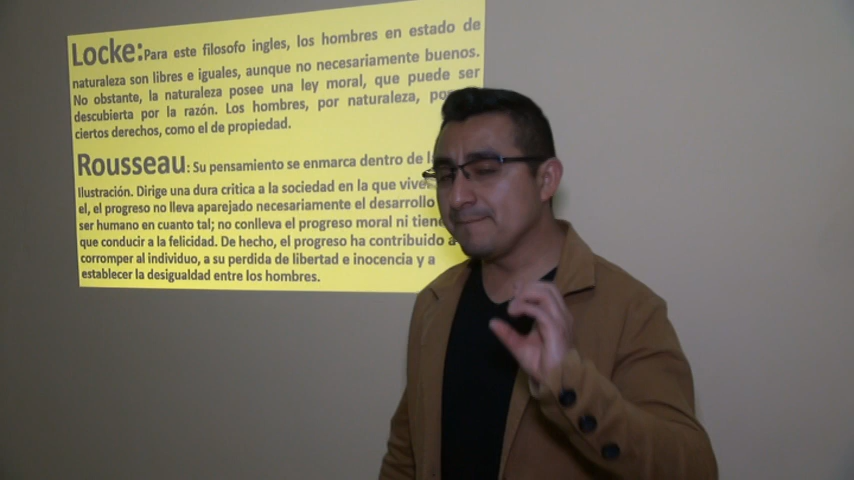 Locke:Para este filosofo ingles, los hombres en estado de
naturaleza son libres e iguales, aunque no necesariamente buenos.
No obstante, la naturaleza posee una ley moral, que puede ser
descubierta por la razón. Los hombres, por naturaleza,
ciertos derechos, como el de propiedad.
Rousseau: Su pensamiento se enmarca dentro de la
Ilustración. Dirige una dura critica a la sociedad en la que
el, el progreso no lleva aparejado necesariamente el desarrollo
ser humano en cuanto tal; no conlleva el progreso moral ni
que conducir a la felicidad. De hecho, el progreso ha contribuido a
corromper al individuo, a su perdida de libertad e inocencia y a
establecer la desigualdad entre los hombres.